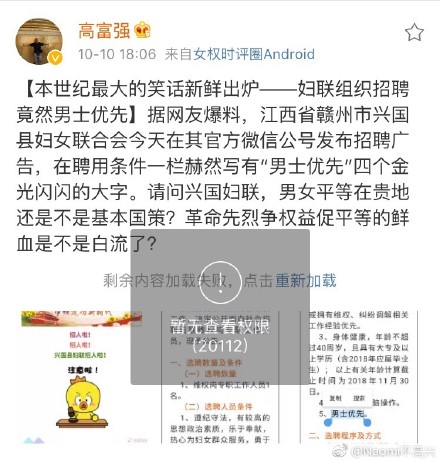 高富强
10-10 18:06 来自女权时评圈Android
【本世纪最大的笑话新鲜出炉——妇联组织招聘
竟然男士优先】据网友爆料，江西省赣州市兴国
县妇女联合会今天在其官方微信公号发布招聘广
告，在聘用条件一栏赫然写有“男士优先”四个金
光闪闪的大字。请问兴国妇联，男女平等在贵地
还是不是基本国策？革命先烈争权益促平等的鲜
血是不是白流了？
剩余内容加载失败，点击重新加载
暂无查看权限
(20112)
招人啦！
兴国县妇联招人啦！
招人啦！
注意啦！
一、选聘数量及条件
（一）选聘数量
1、维权岗专职工作人员1
名。
（二）选聘人员条件
1、遵纪守法，有较高的
思想政治素质，乐于奉献，
热心为妇女群众服务，勇于
或拥有维权、纠纷调解相关
工作经验优先。
3、身体健康，年龄不超
过40周岁，且具有大专及以
上学历（含2018年应届毕业
生）；以上有关年龄计算截
止时间为2018年11月30
日。
复制 搜索
脑操作。
5、男士优先。
二、选聘程序及方式
@Naomi不高兴